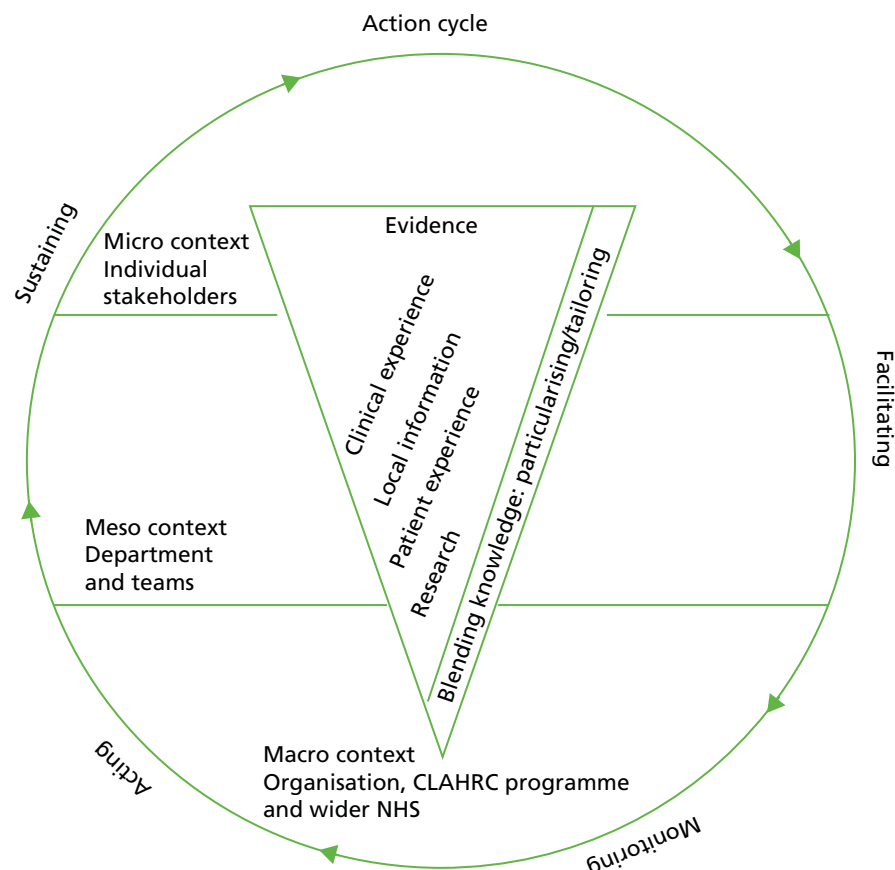 Action cycle
Sustaining
Micro context
Individual
stakeholders
Evidence
Clinical experience
Local information
Patient experience
Research
Blending knowledge: particularising/tailoring
Facilitating
Meso context
Department
and teams
Macro context
Organisation, CLAHRC programme
and wider NHS
Acting
Monitoring